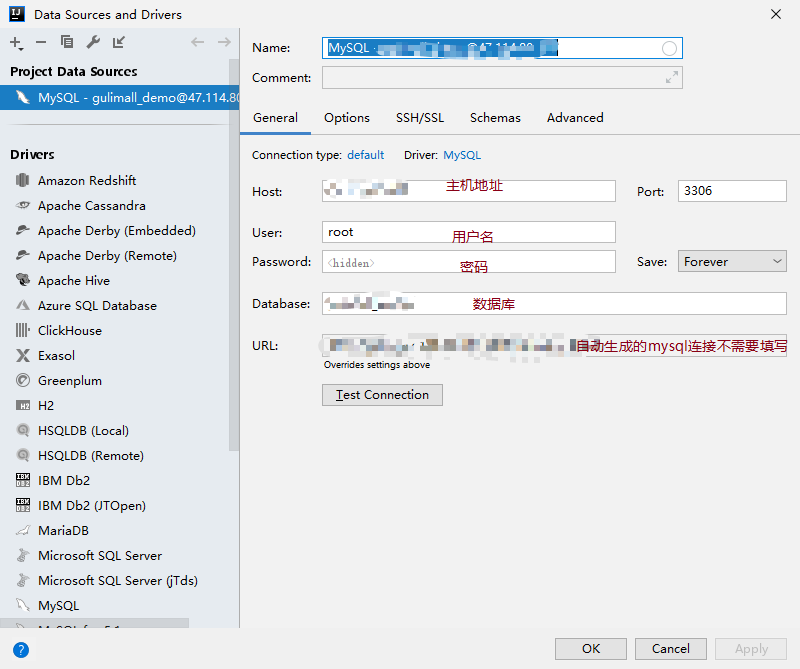 Data Sources and Drivers
Project Data Sources
MySQL - gulimall_demo@47.114.80
Drivers
Amazon Redshift
Apache Cassandra
Apache Derby (Embedded)
Apache Derby (Remote)
Apache Hive
Azure SQL Database
ClickHouse
Exasol
Greenplum
H2
HSQLDB (Local)
HSQLDB (Remote)
IBM Db2
IBM Db2 (JTOpen)
MariaDB
Microsoft SQL Server
Microsoft SQL Server (jTds)
MySQL
Name: MySQL
Comment:
General Options SSH/SSL Schemas Advanced
Connection type: default Driver: MySQL
Host: 主机地址 Port: 3306
User: root 用户名
Password: <hidden> 密码 Save: Forever
Database: 数据库
URL: 自动生成的mysql连接不需要填写
Overrides settings above
Test Connection
OK Cancel Apply